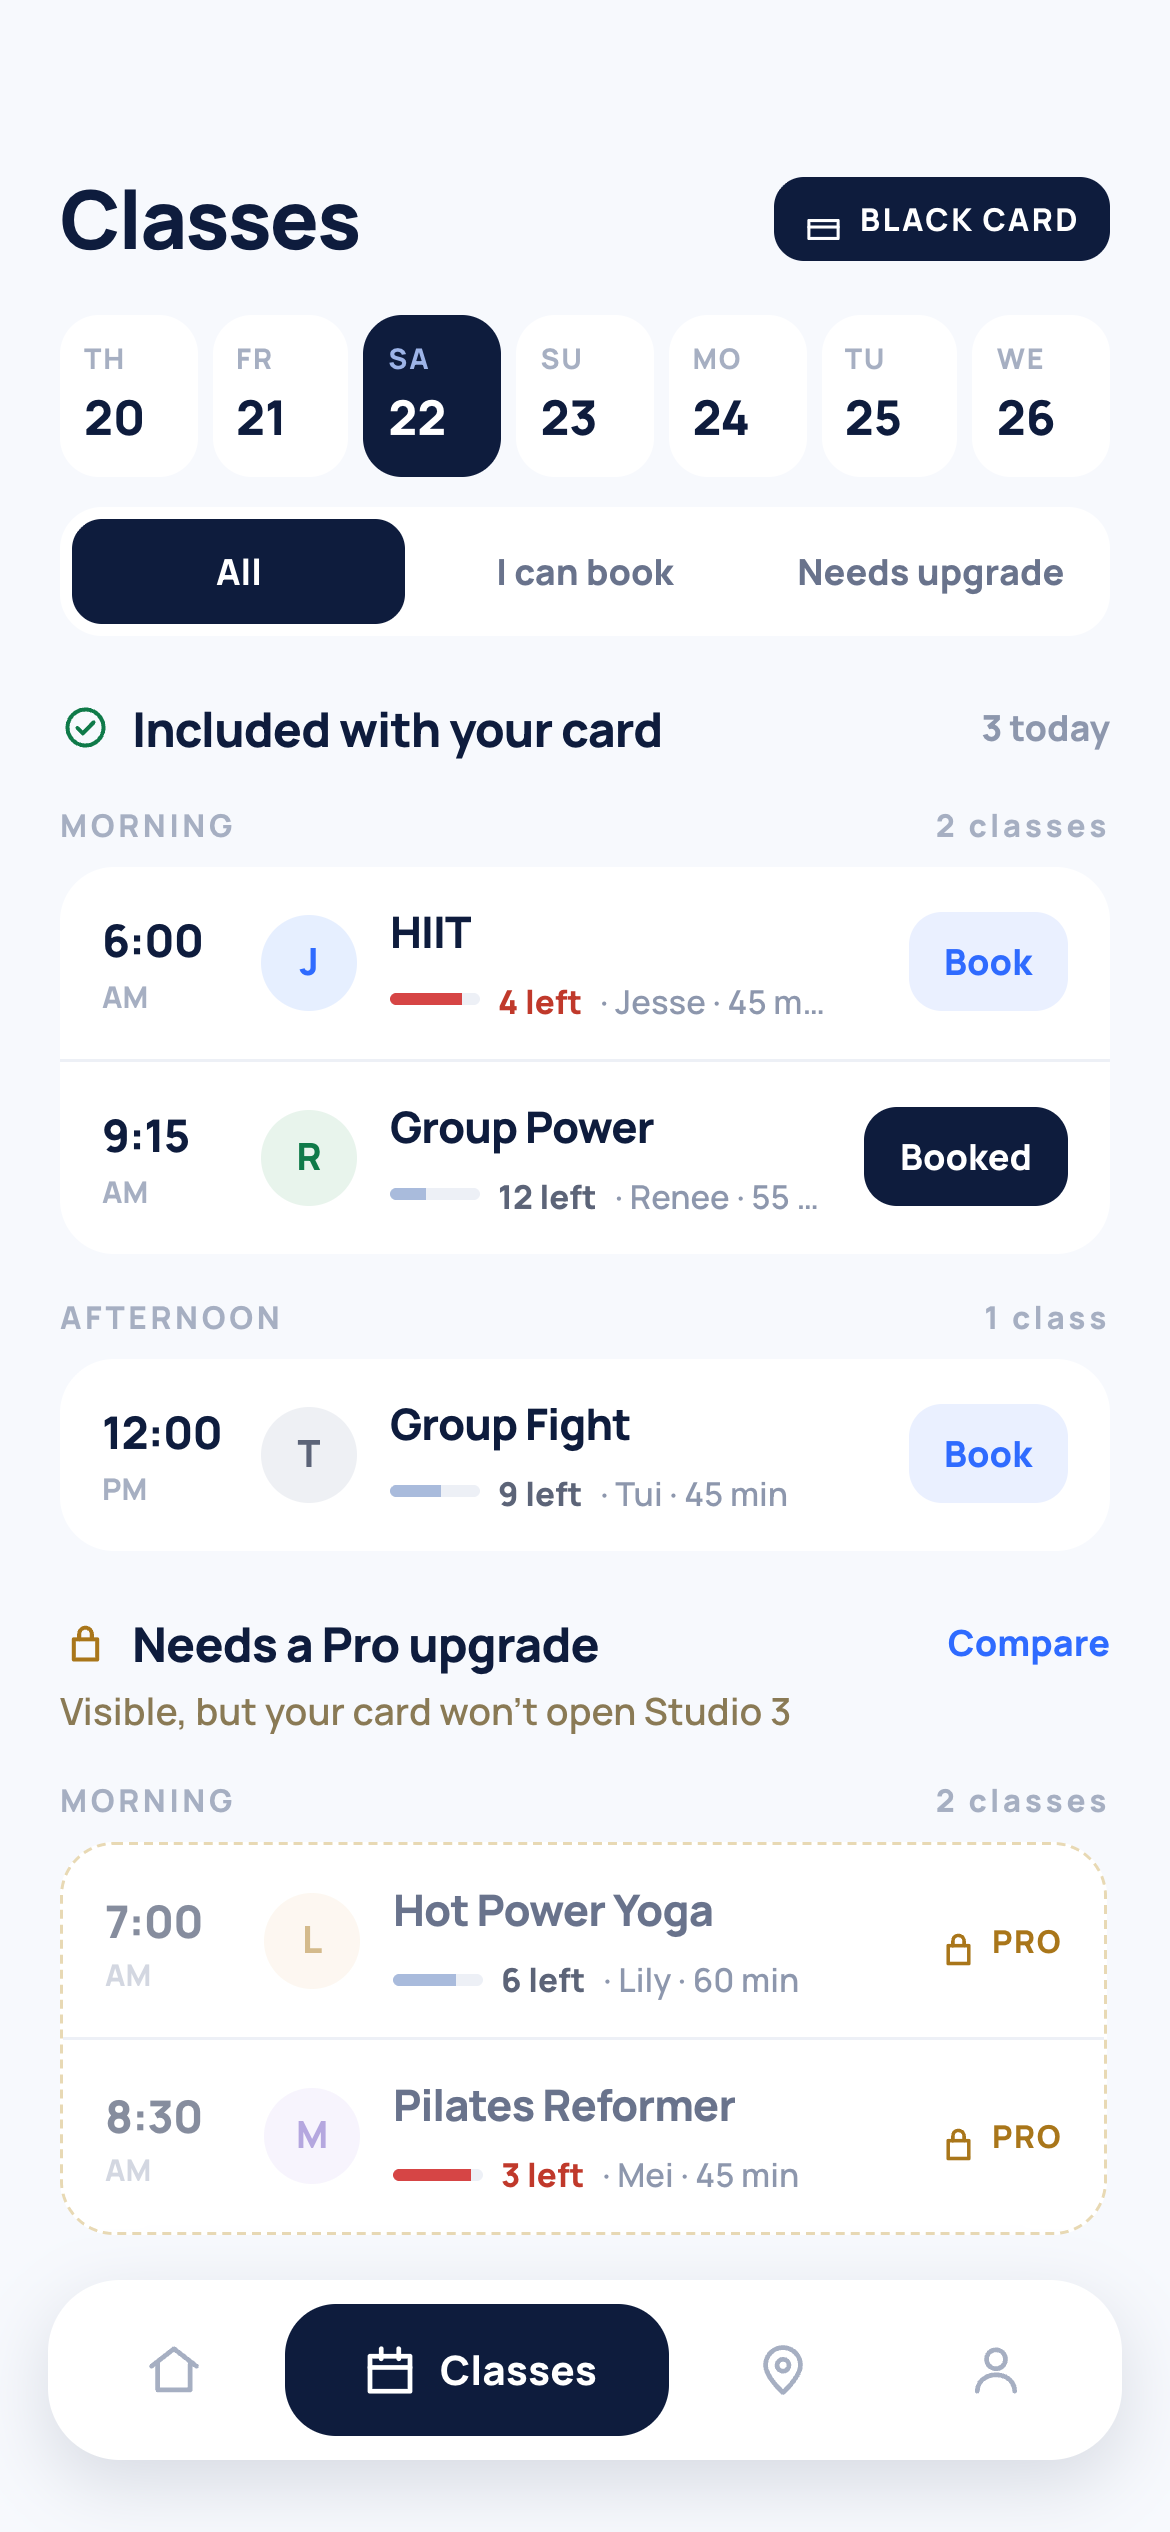 Classes
BLACK CARD
TH FR SA SU MO TU WE
20 21 22 23 24 25 26
All I can book Needs upgrade
Included with your card 3 today
MORNING 2 classes
6:00 AM
J
HIIT
4 left · Jesse · 45 m...
Book
9:15 AM
R
Group Power
12 left · Renee · 55 ...
Booked
AFTERNOON 1 class
12:00 PM
T
Group Fight
9 left · Tui · 45 min
Book
Needs a Pro upgrade Compare
Visible, but your card won’t open Studio 3
MORNING 2 classes
7:00 AM
L
Hot Power Yoga
6 left · Lily · 60 min
PRO
8:30 AM
M
Pilates Reformer
3 left · Mei · 45 min
PRO
Classes